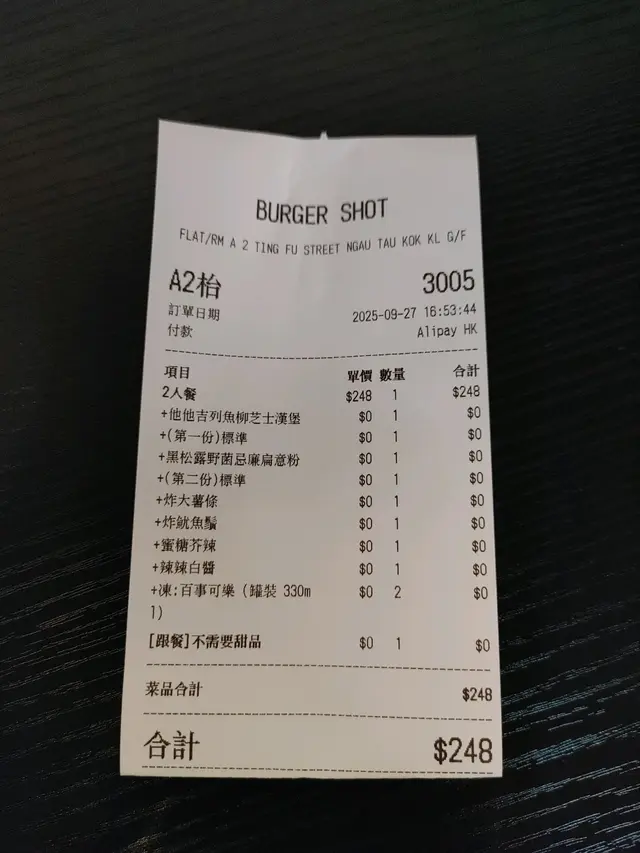 BURGER SHOT
FLAT/RM A 2 TING FU STREET NGAU TAU KOK KL G/F
A2枱 3005
訂單日期 2025-09-27 16:53:44
付款 Alipay HK
項目 單價 數量 合計
2人餐 $248 1 $248
+他他吉列魚柳芝士漢堡 $0 1 $0
+(第一份)標準 $0 1 $0
+黑松露野菌忌廉扁意粉 $0 1 $0
+(第二份)標準 $0 1 $0
+炸大薯條 $0 1 $0
+炸魷魚鬚 $0 1 $0
+蜜糖芥辣 $0 1 $0
+辣辣白醬 $0 1 $0
+凍:百事可樂 (罐裝 330m $0 2 $0
l)
[跟餐]不需要甜品 $0 1 $0
菜品合計 $248
合計 $248